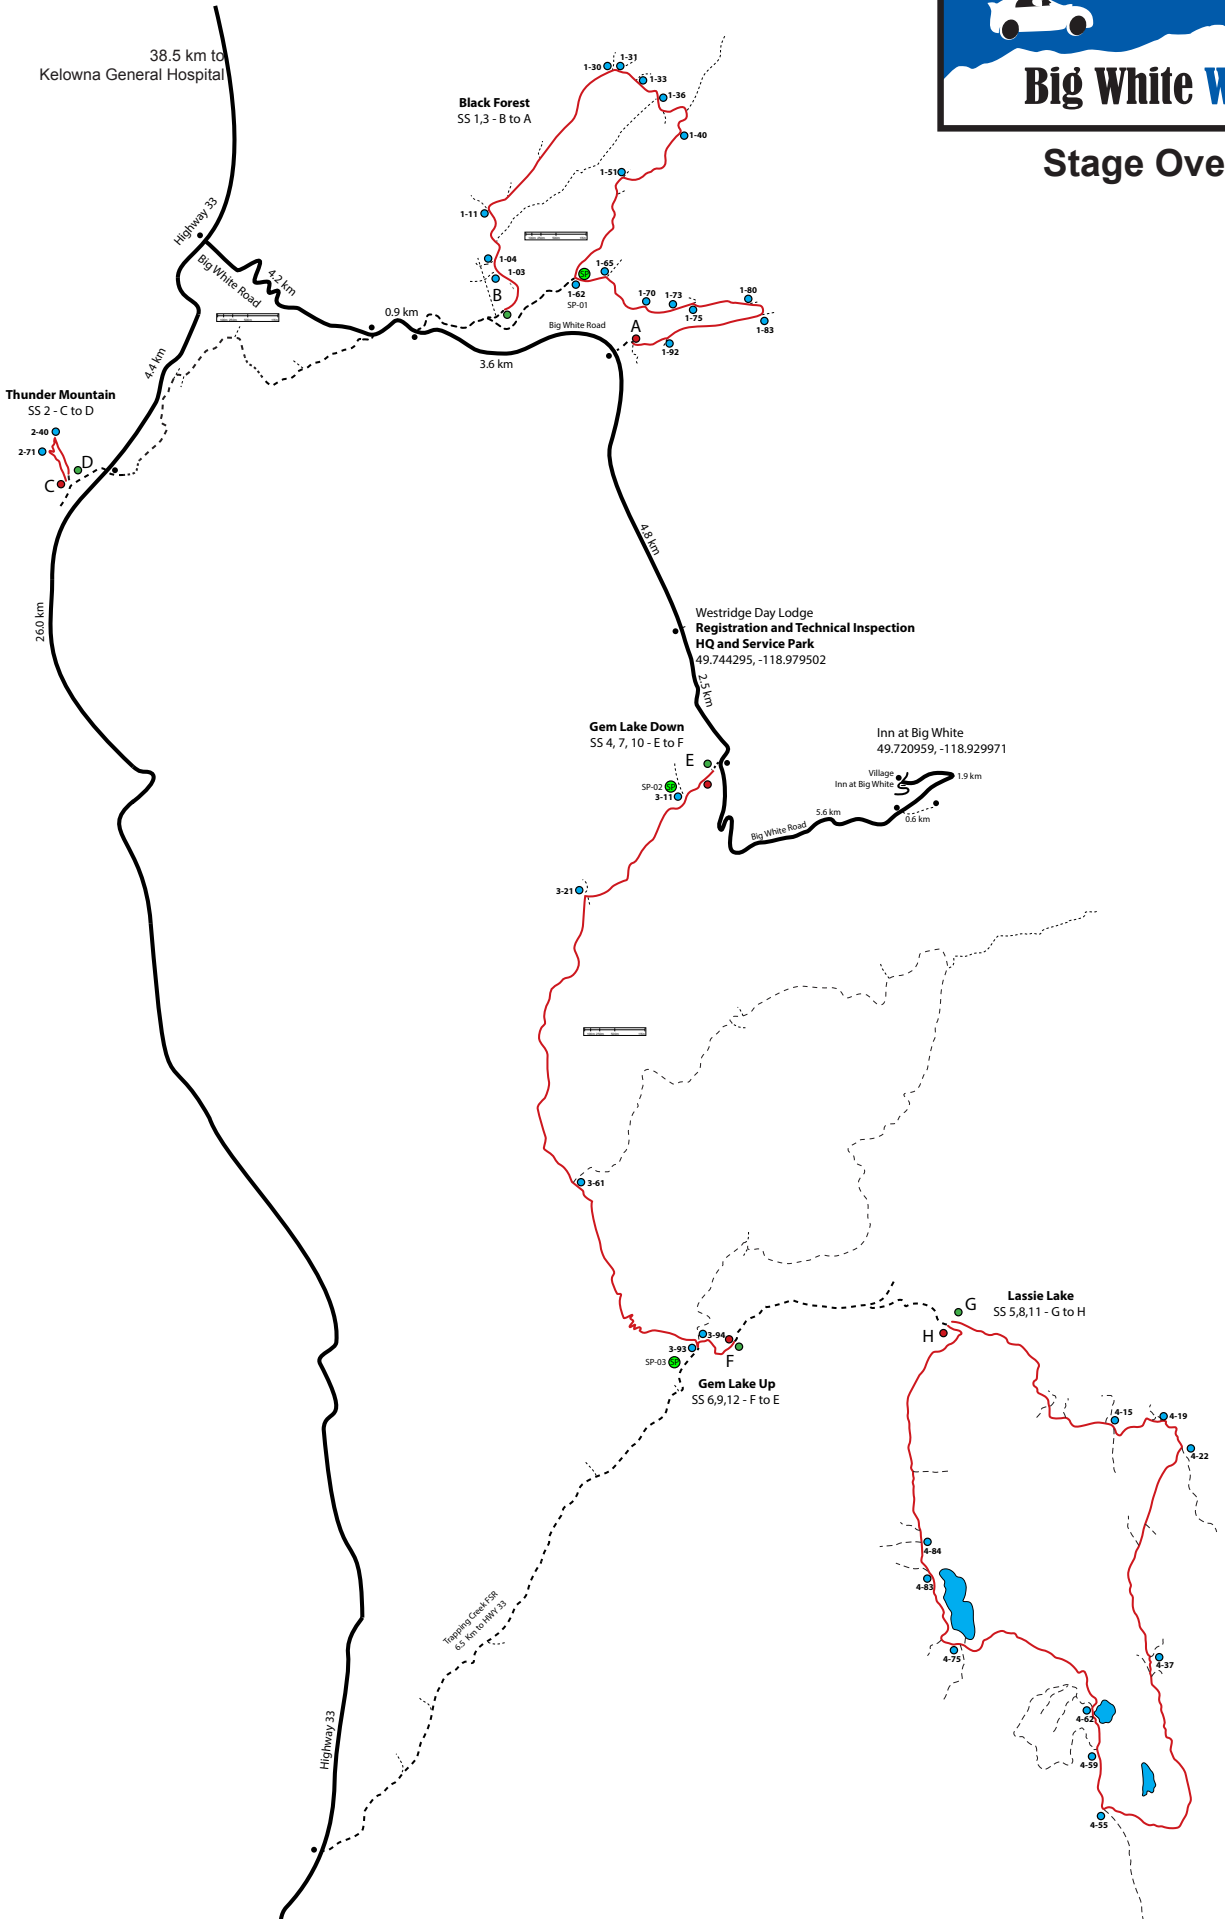 38.5 km to
Kelowna General Hospital
Big White W
Stage Ove
Black Forest
SS 1,3 - B to A
1-30
1-31
1-33
1-36
1-40
1-51
1-11
1-04
1-03
B
1-65
SP
1-62
SP-01
1-70
1-73
1-75
1-80
1-83
1-92
A
Highway 33
Big White Road
4.2 km
0.9 km
Big White Road
3.6 km
4.4 km
Thunder Mountain
SS 2 - C to D
2-40
2-71
D
C
26.0 km
4.8 km
Westridge Day Lodge
Registration and Technical Inspection
HQ and Service Park
49.744295, -118.979502
2.5 km
Gem Lake Down
SS 4, 7, 10 - E to F
E
SP-02
SP
3-11
Inn at Big White
49.720959, -118.929971
Village
Inn at Big White
1.9 km
0.6 km
5.6 km
Big White Road
3-21
3-61
3-94
3-93
SP-03
SP
F
Gem Lake Up
SS 6,9,12 - F to E
G
H
Lassie Lake
SS 5,8,11 - G to H
4-15
4-19
4-22
4-84
4-83
4-75
4-37
4-62
4-59
4-55
Trapping Creek FSR
6.5 Km to HWY 33
Highway 33